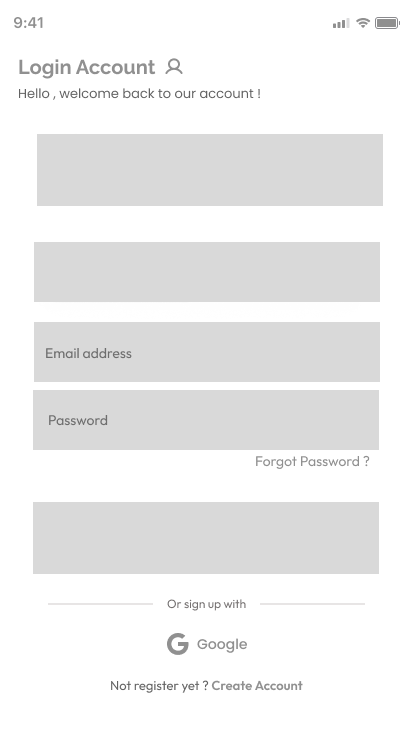 9:41
Login Account
Hello , welcome back to our account !
Email address
Password
Forgot Password ?
Or sign up with
Google
Not register yet ? Create Account